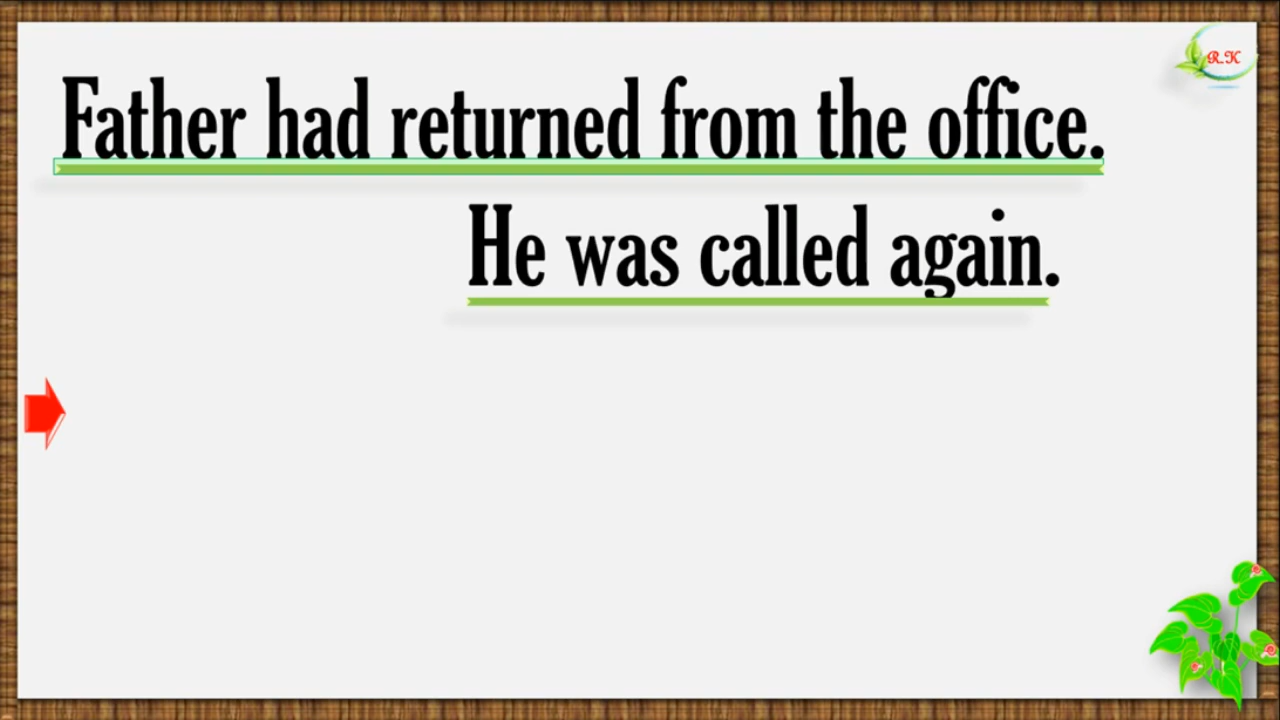 R.K
Father had returned from the office.
He was called again.